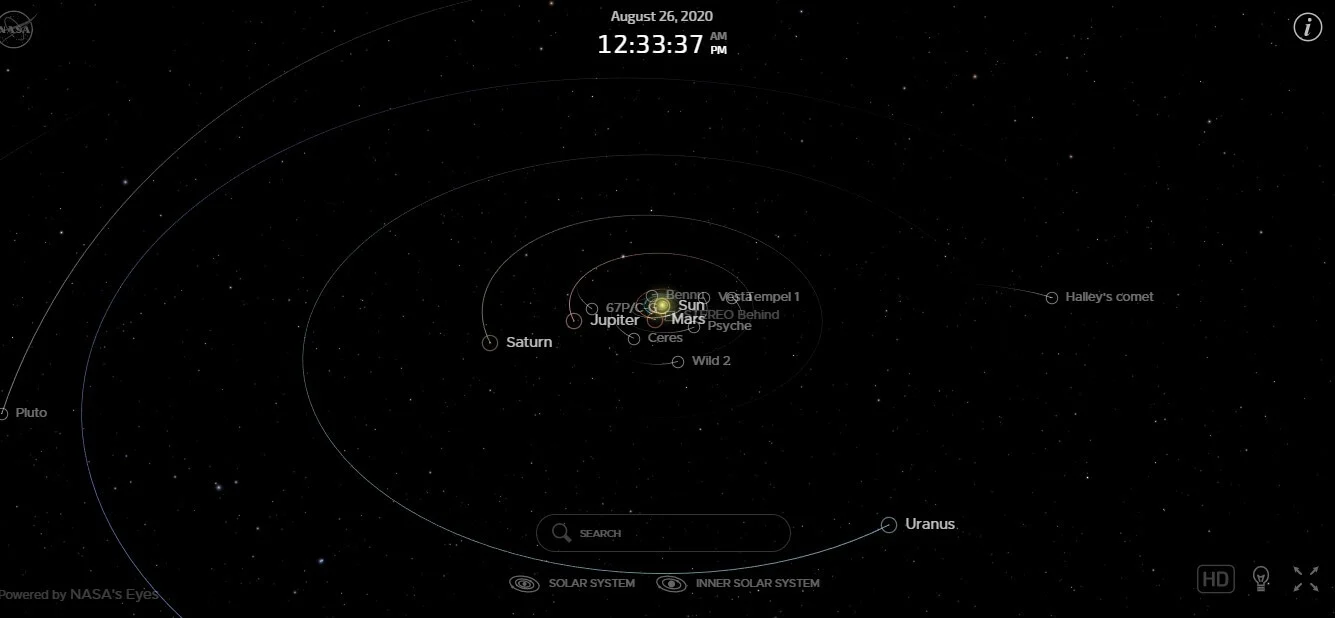 NASA
August 26, 2020
12:33:37 AM PM
Bennu
Vesta
Tempel 1
Halley's comet
67P/C-G
Sun
STEREO Behind
Jupiter
Mars
Psyche
Ceres
Saturn
Wild 2
Pluto
Uranus
SEARCH
SOLAR SYSTEM
INNER SOLAR SYSTEM
HD
Powered by NASA's Eyes
i